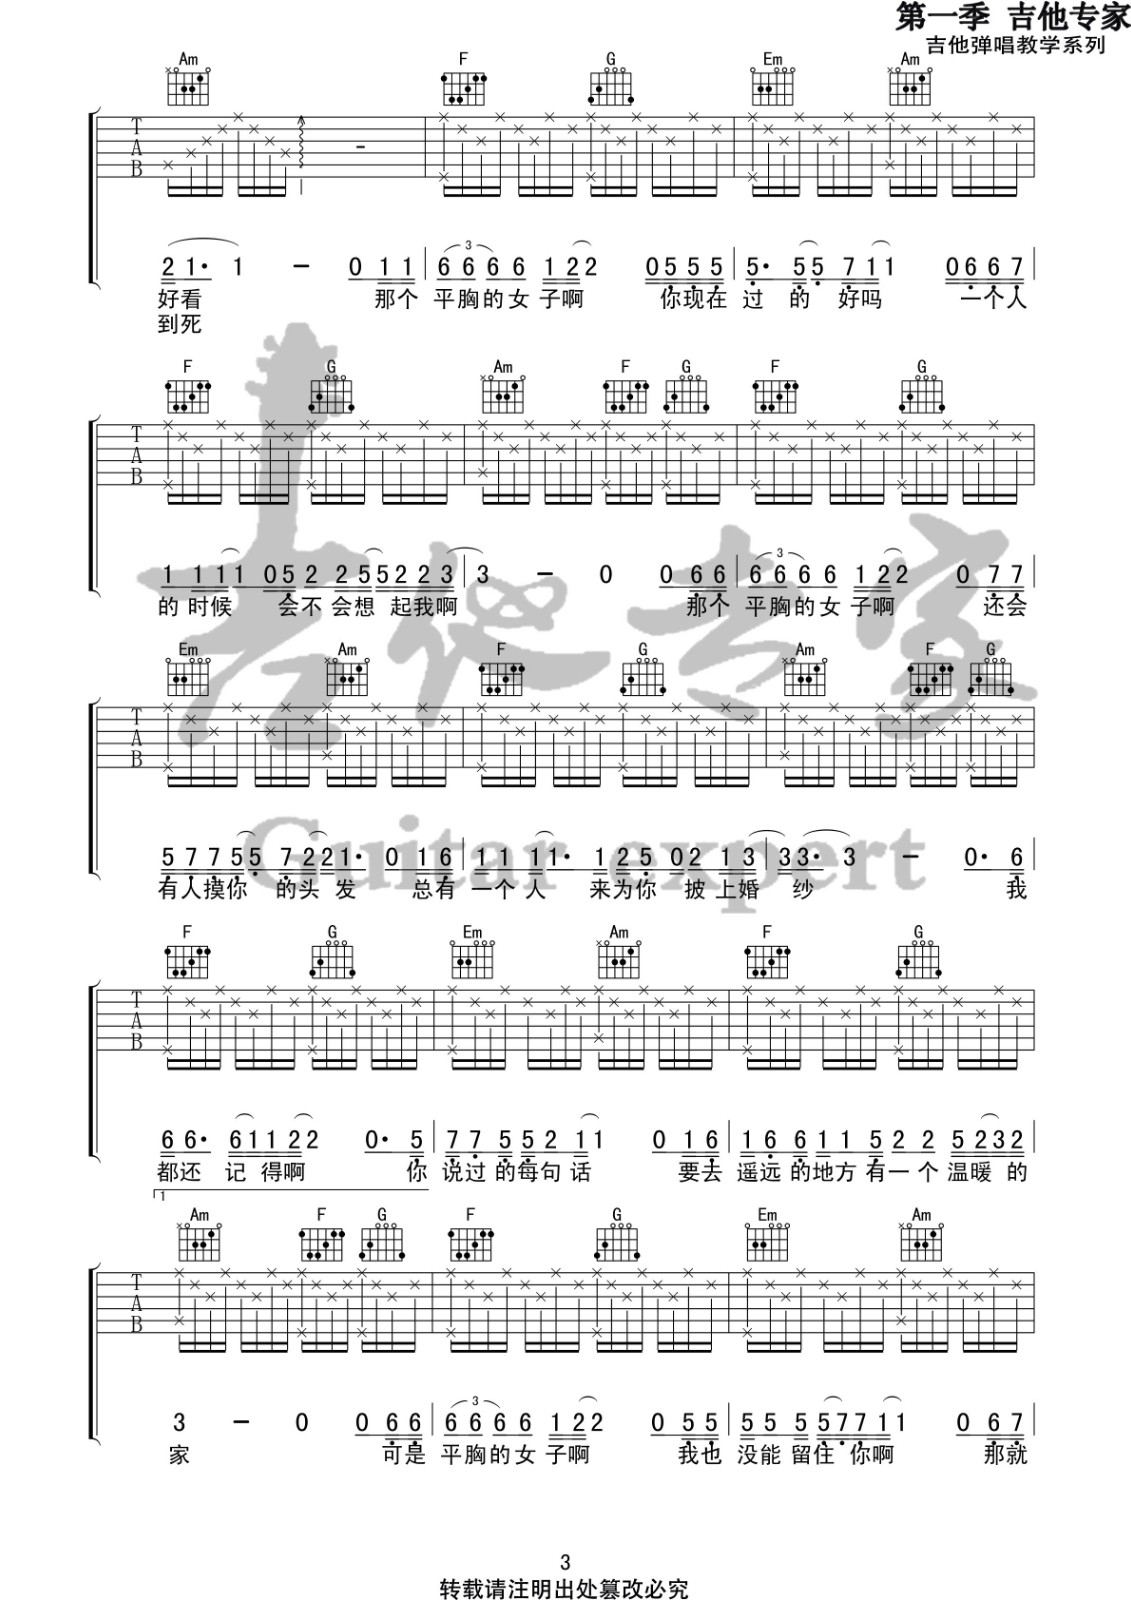 第一季 吉他专家
吉他弹唱教学系列
Am F G Em Am
T A B
2 1· 1 — 0 1 1 6 6 6 6 1 2 2 0 5 5 5 5· 5 5 7 1 1 0 6 6 7
3
好看 那个 平胸的女 子啊 你现在 过 的 好吗 一个人
到死
F G Am F G F G
T A B
1 1 1 1 0 5 2 2 5 5 2 2 3 3 — 0 0 6 6 6 6 6 6 1 2 2 0 7 7
3
的 时候 会不 会想 起我啊 那个 平胸的女 子啊 还会
Em Am F G Am F G
T A B
5 7 7 5 5 7 2 2 1· 0 1 6 1 1 1 1· 1 2 5 0 2 1 3 3 3· 3 — 0· 6
有人摸你 的头 发 总有 一个 人 来为你 披 上婚 纱 我
F G Em Am F G
T A B
6 6· 6 1 1 2 2 0· 5 7 7 5 5 2 1 1 0 1 6 1 6 6 1 1 5 2 2 5 2 3 2
都还 记 得啊 你 说过 的每句 话 要去 遥远 的地方 有一 个 温暖 的
1
Am F G F G Em Am
T A B
3 — 0 0 6 6 6 6 6 6 1 2 2 0 5 5 5 5 5 5 7 7 1 1 0 6 7
3
家 可是 平胸的女 子啊 我也 没能 留住 你啊 那就
3
转载请注明出处篡改必究
吉他专家
Guitar expert